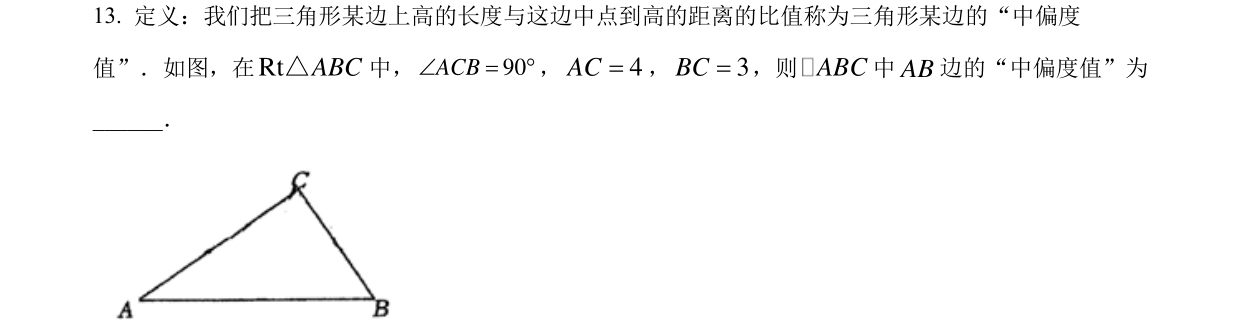 13. 定义：我们把三角形某边上高的长度与这边中点到高的距离的比值称为三角形某边的“中偏度
值”．如图，在Rt△ABC中，∠ACB=90°，AC=4，BC=3，则□ABC中AB边的“中偏度值”为
______.
C
A
B